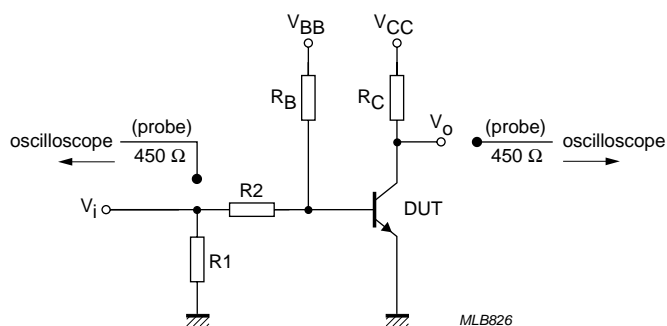 VBB
VCC
RB
RC
Vo
(probe)
450 Ω
oscilloscope
(probe)
450 Ω
oscilloscope
R2
Vi
DUT
R1
MLB826